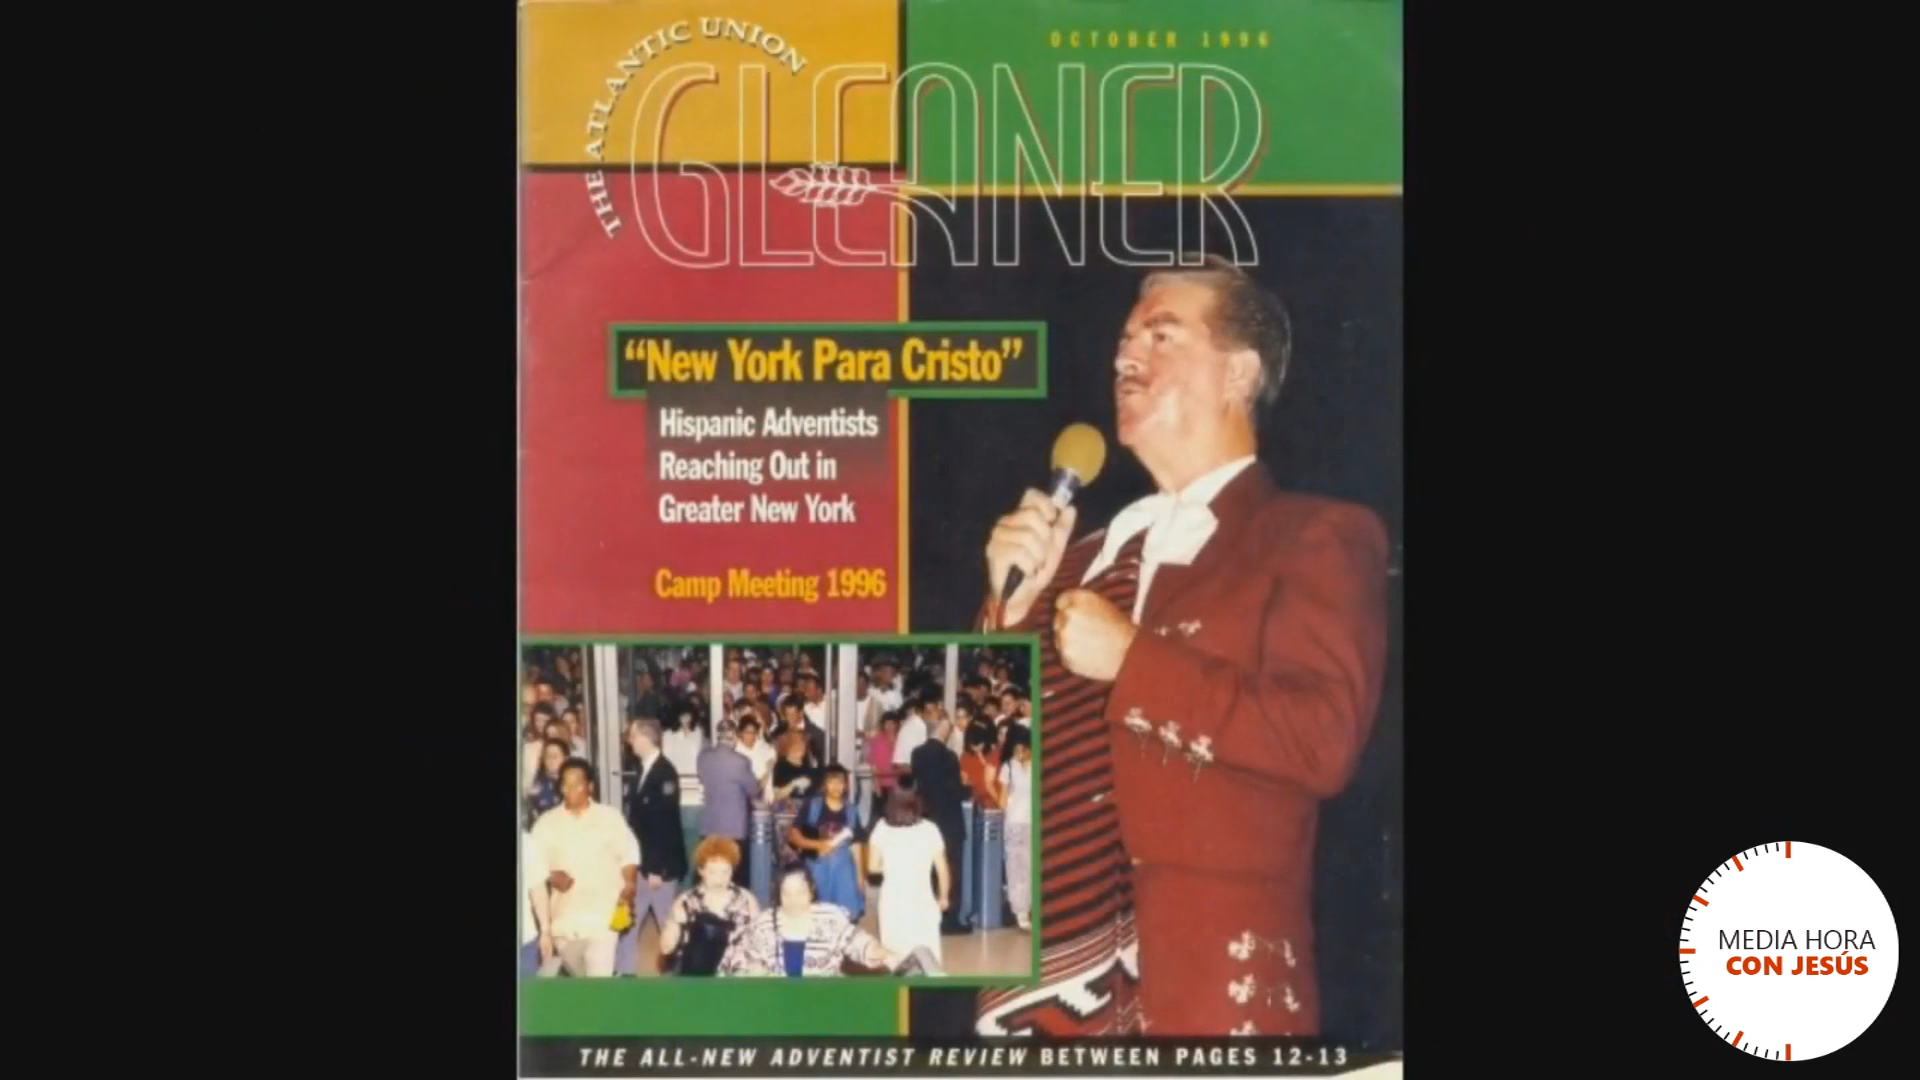 THE ATLANTIC UNION
OCTOBER 1996
GLEANER
“New York Para Cristo”
Hispanic Adventists
Reaching Out in
Greater New York
Camp Meeting 1996
THE ALL-NEW ADVENTIST REVIEW BETWEEN PAGES 12-13
MEDIA HORA
CON JESÚS